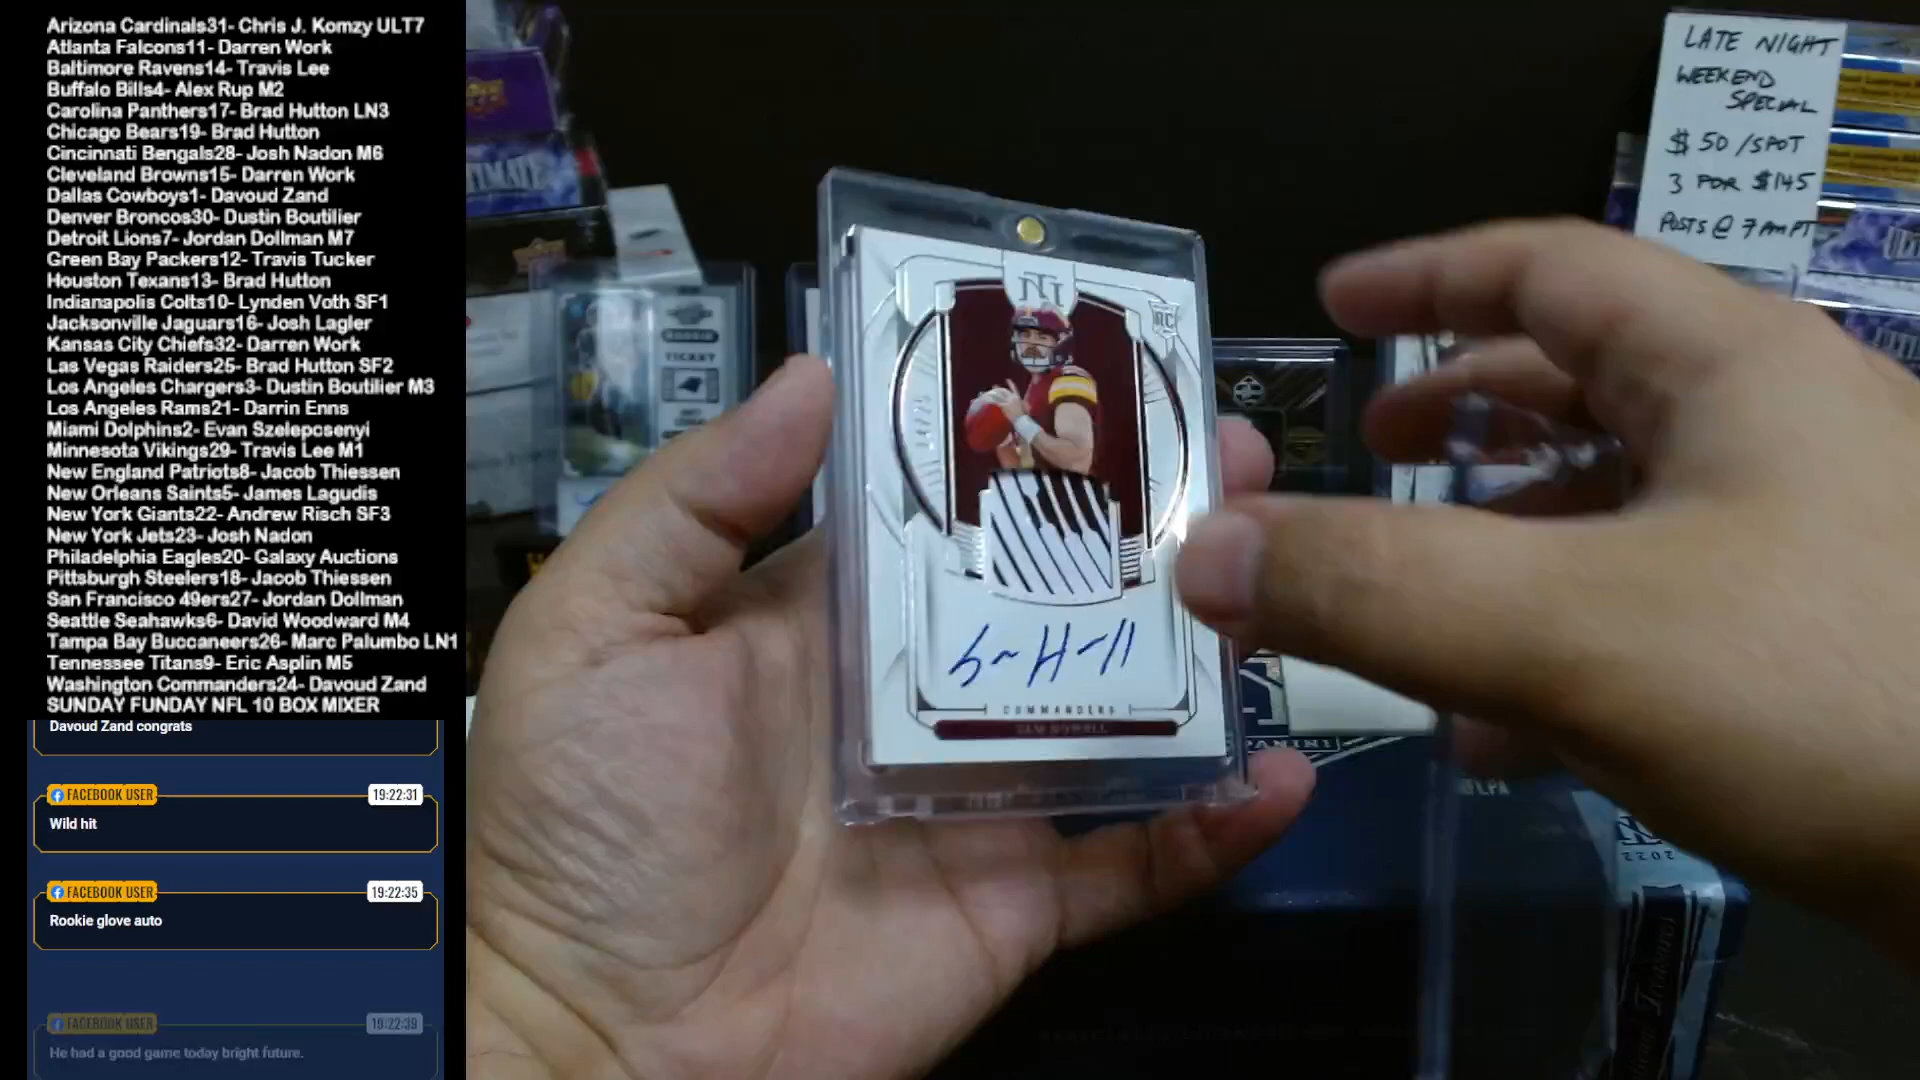 Arizona Cardinals31- Chris J. Komzy ULT7
Atlanta Falcons11- Darren Work
Baltimore Ravens14- Travis Lee
Buffalo Bills4- Alex Rup M2
Carolina Panthers17- Brad Hutton LN3
Chicago Bears19- Brad Hutton
Cincinnati Bengals28- Josh Nadon M6
Cleveland Browns15- Darren Work
Dallas Cowboys1- Davoud Zand
Denver Broncos30- Dustin Boutilier
Detroit Lions7- Jordan Dollman M7
Green Bay Packers12- Travis Tucker
Houston Texans13- Brad Hutton
Indianapolis Colts10- Lynden Voth SF1
Jacksonville Jaguars16- Josh Lagler
Kansas City Chiefs32- Darren Work
Las Vegas Raiders25- Brad Hutton SF2
Los Angeles Chargers3- Dustin Boutilier M3
Los Angeles Rams21- Darrin Enns
Miami Dolphins2- Evan Szelepcsenyi
Minnesota Vikings29- Travis Lee M1
New England Patriots8- Jacob Thiessen
New Orleans Saints5- James Lagudis
New York Giants22- Andrew Risch SF3
New York Jets23- Josh Nadon
Philadelphia Eagles20- Galaxy Auctions
Pittsburgh Steelers18- Jacob Thiessen
San Francisco 49ers27- Jordan Dollman
Seattle Seahawks6- David Woodward M4
Tampa Bay Buccaneers26- Marc Palumbo LN1
Tennessee Titans9- Eric Asplin M5
Washington Commanders24- Davoud Zand
SUNDAY FUNDAY NFL 10 BOX MIXER
Davoud Zand congrats
FACEBOOK USER 19:22:31
Wild hit
FACEBOOK USER 19:22:35
Rookie glove auto
FACEBOOK USER 19:22:39
He had a good game today bright future.
LATE NIGHT
WEEKEND
SPECIAL
$50/SPOT
3 FOR $145
POSTS @ 7AM PT
NT
RC
14/25
COMMANDERS
SAM HOWELL
ROOKIE
TICKET
PANINI
2022